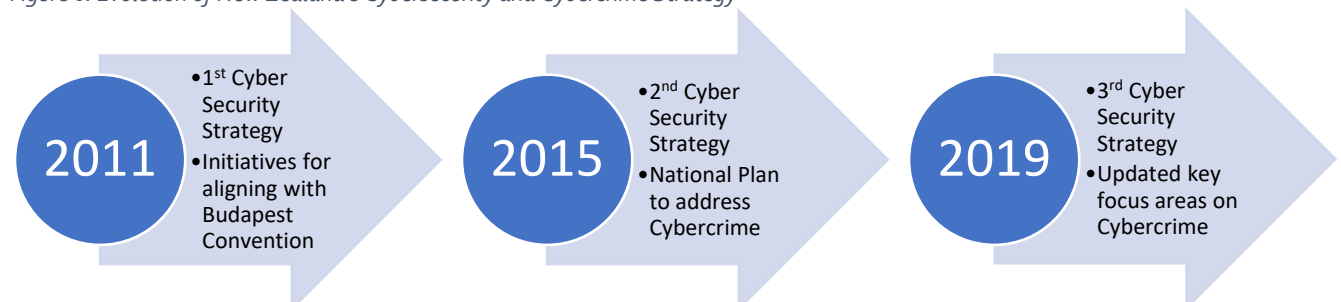 2011
•1st Cyber
Security
Strategy
•Initiatives for
aligning with
Budapest
Convention
2015
•2nd Cyber
Security
Strategy
•National Plan
to address
Cybercrime
2019
•3rd Cyber
Security
Strategy
•Updated key
focus areas on
Cybercrime